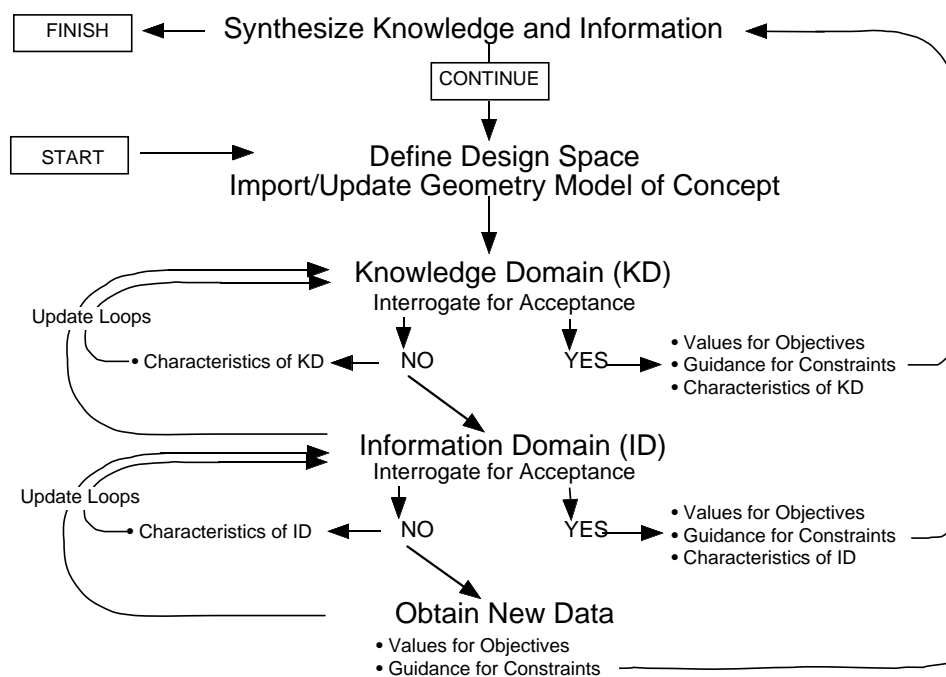 FINISH
Synthesize Knowledge and Information
CONTINUE
START
Define Design Space
Import/Update Geometry Model of Concept
Knowledge Domain (KD)
Interrogate for Acceptance
Update Loops
• Characteristics of KD
NO
YES
• Values for Objectives
• Guidance for Constraints
• Characteristics of KD
Information Domain (ID)
Interrogate for Acceptance
Update Loops
• Characteristics of ID
NO
YES
• Values for Objectives
• Guidance for Constraints
• Characteristics of ID
Obtain New Data
• Values for Objectives
• Guidance for Constraints